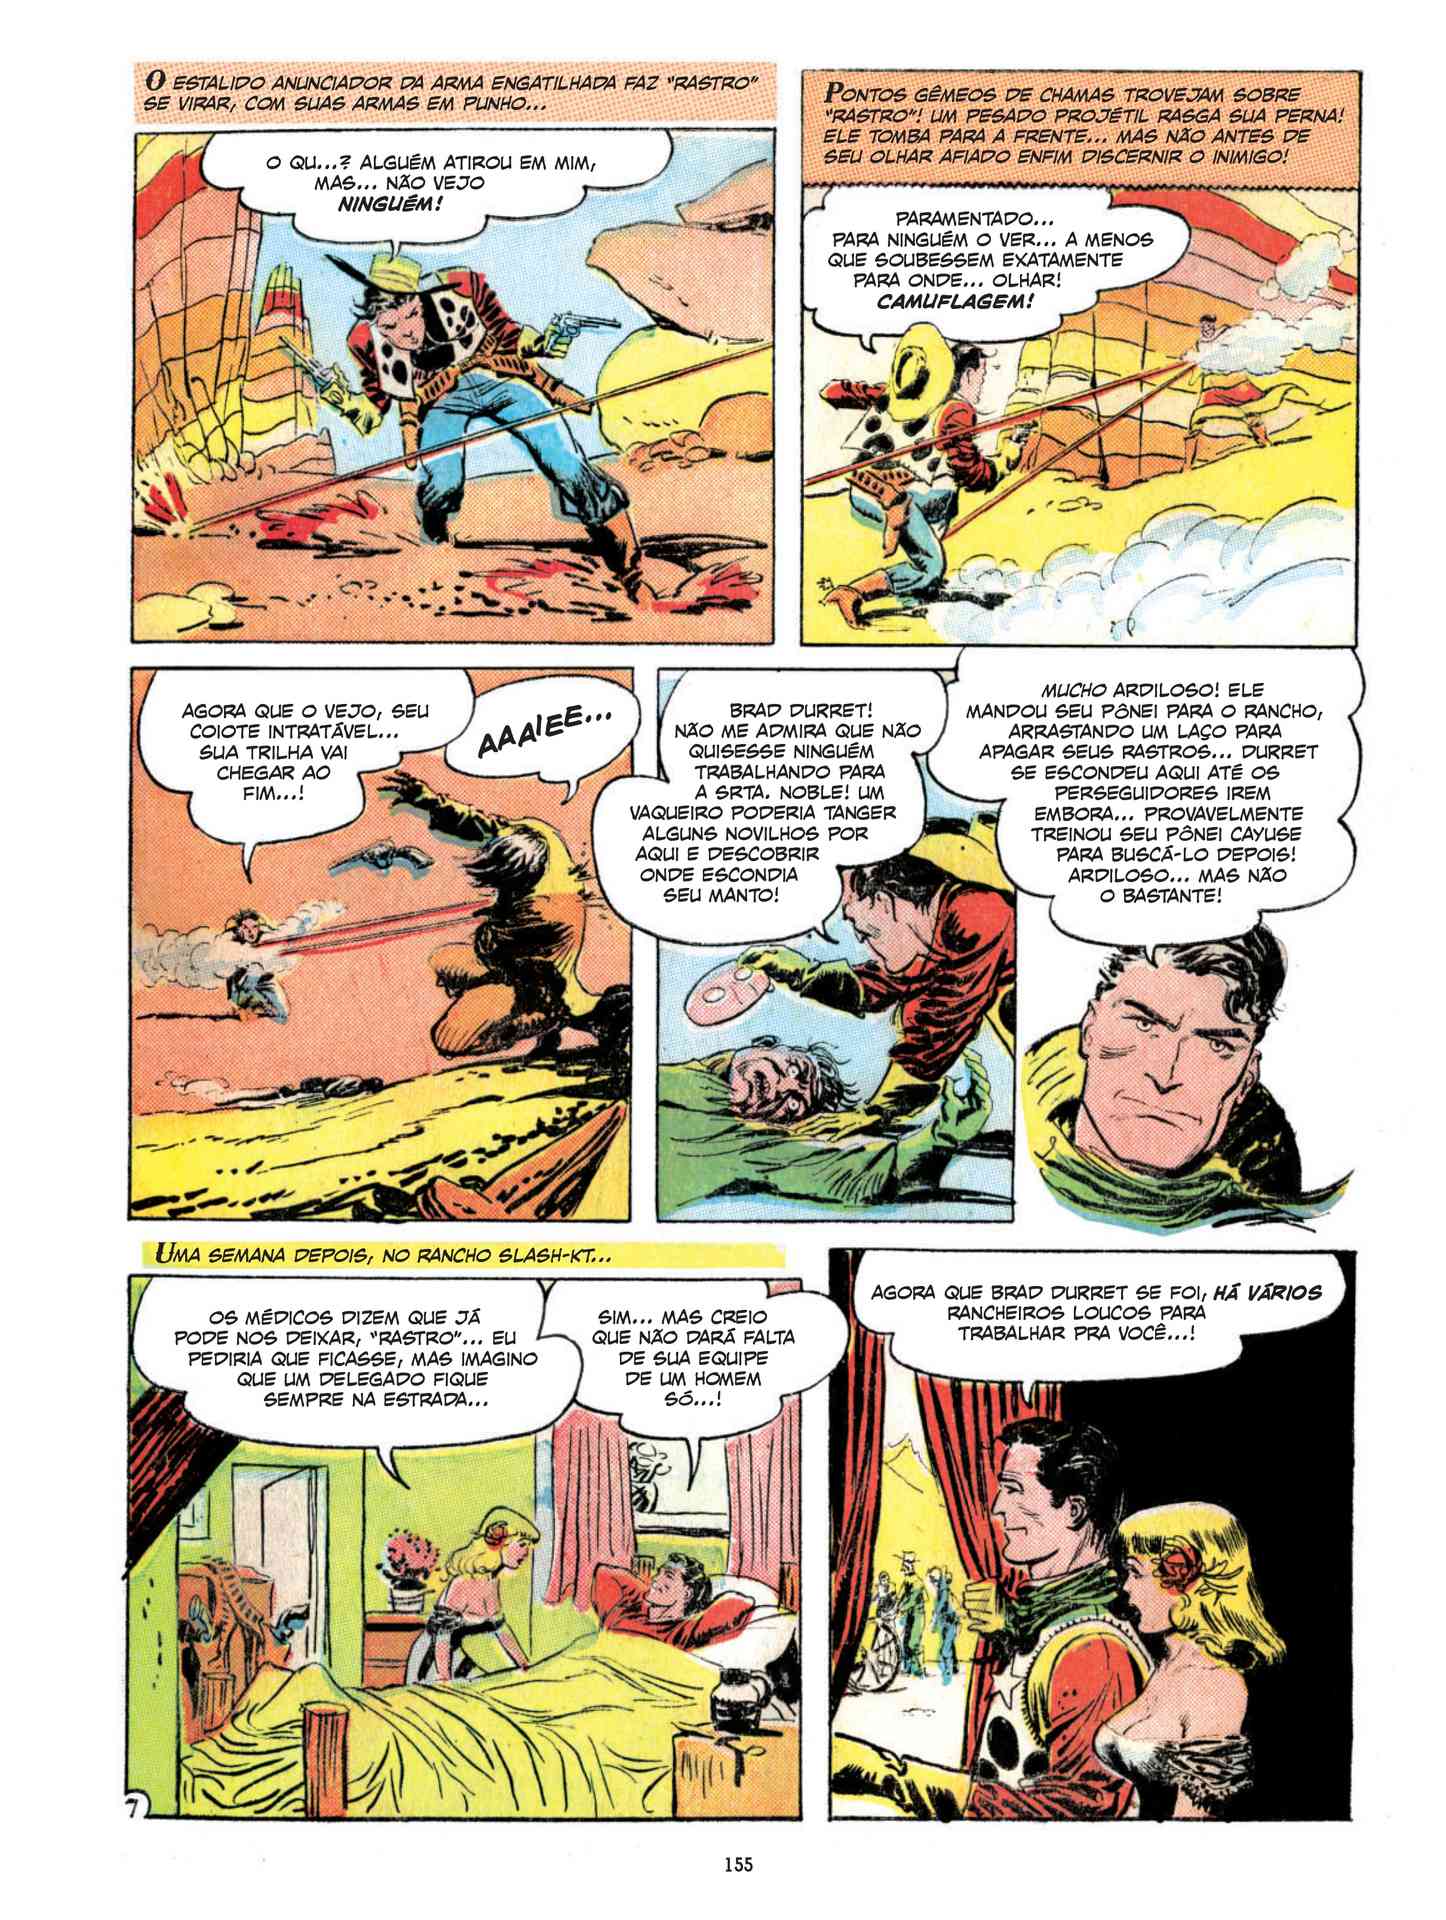 O ESTALIDO ANUNCIADOR DA ARMA ENGATILHADA FAZ "RASTRO"
SE VIRAR, COM SUAS ARMAS EM PUNHO...
O QU...? ALGUÉM ATIROU EM MIM,
MAS... NÃO VEJO
NINGUÉM!
PONTOS GÊMEOS DE CHAMAS TROVEJAM SOBRE
"RASTRO"! UM PESADO PROJÉTIL RASGA SUA PERNA!
ELE TOMBA PARA A FRENTE... MAS NÃO ANTES DE
SEU OLHAR AFIADO ENFIM DISCERNIR O INIMIGO!
PARAMENTADO...
PARA NINGUÉM O VER... A MENOS
QUE SOUBESSEM EXATAMENTE
PARA ONDE... OLHAR!
CAMUFLAGEM!
AGORA QUE O VEJO, SEU
COIOTE INTRATÁVEL...
SUA TRILHA VAI
CHEGAR AO
FIM...!
AAAIEE...
BRAD DURRET!
NÃO ME ADMIRA QUE NÃO
QUISESSE NINGUÉM
TRABALHANDO PARA
A SRTA. NOBLE! UM
VAQUEIRO PODERIA TANGER
ALGUNS NOVILHOS POR
AQUI E DESCOBRIR
ONDE ESCONDIA
SEU MANTO!
MUCHO ARDILOSO! ELE
MANDOU SEU PÔNEI PARA O RANCHO,
ARRASTANDO UM LAÇO PARA
APAGAR SEUS RASTROS... DURRET
SE ESCONDEU AQUI ATÉ OS
PERSEGUIDORES IREM
EMBORA... PROVAVELMENTE
TREINOU SEU PÔNEI CAYUSE
PARA BUSCÁ-LO DEPOIS!
ARDILOSO... MAS NÃO
O BASTANTE!
UMA SEMANA DEPOIS, NO RANCHO SLASH-KT...
OS MÉDICOS DIZEM QUE JÁ
PODE NOS DEIXAR, "RASTRO"... EU
PEDIRIA QUE FICASSE, MAS IMAGINO
QUE UM DELEGADO FIQUE
SEMPRE NA ESTRADA...
SIM... MAS CREIO
QUE NÃO DARÁ FALTA
DE SUA EQUIPE
DE UM HOMEM
SÓ...!
AGORA QUE BRAD DURRET SE FOI, HÁ VÁRIOS
RANCHEIROS LOUCOS PARA
TRABALHAR PRA VOCÊ...!
7
155